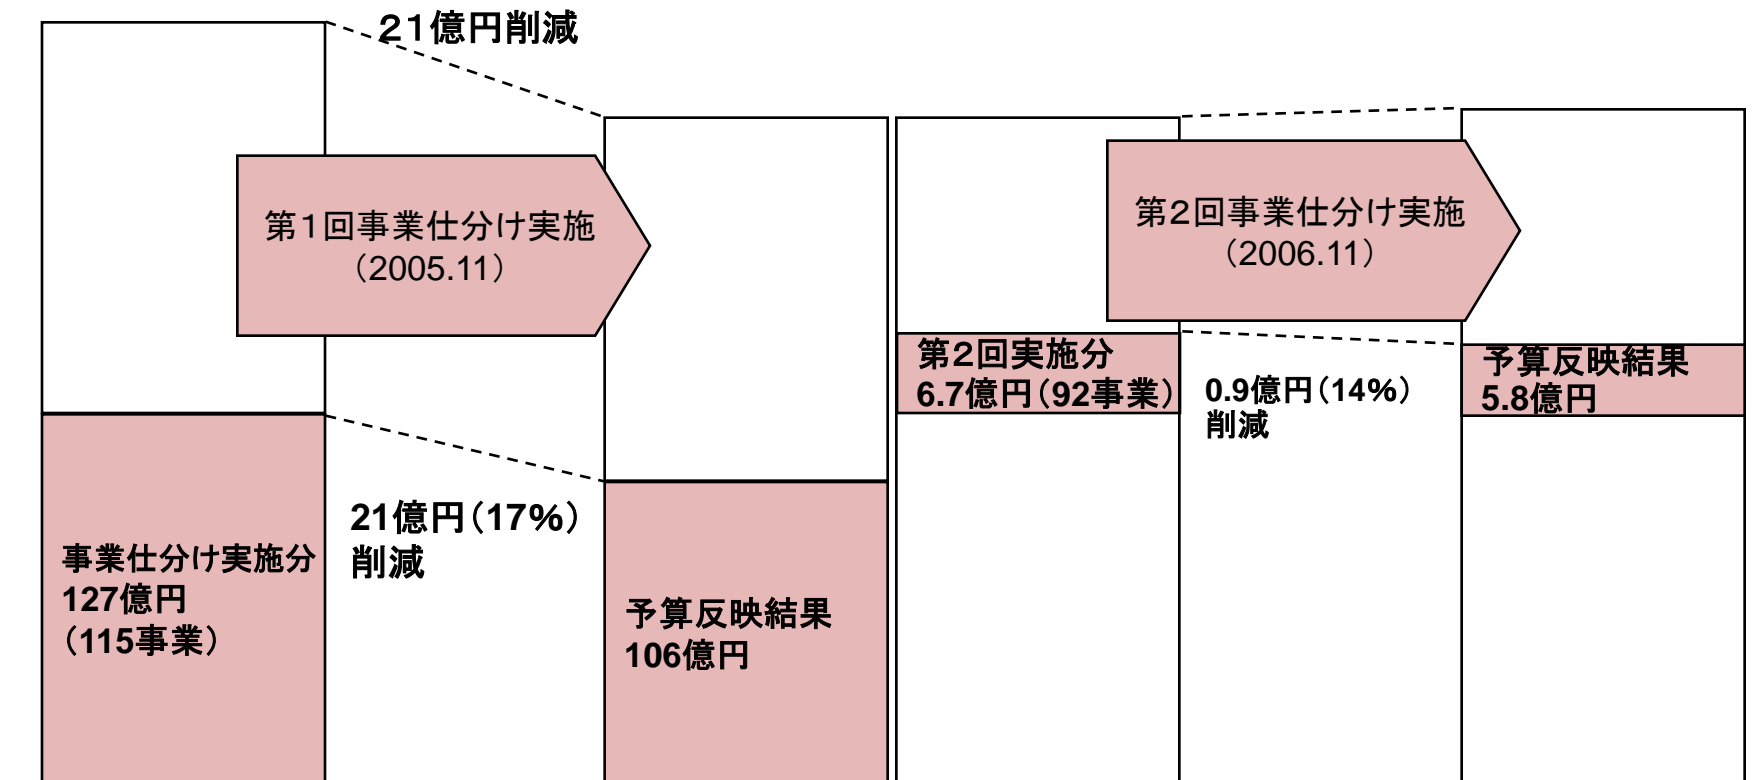 ２１億円削減
第１回事業仕分け実施
（2005.11）
事業仕分け実施分
127億円
（115事業）
21億円（17％）
削減
予算反映結果
106億円
第２回事業仕分け実施
（2006.11）
第２回実施分
6.7億円（92事業）
0.9億円（14％）
削減
予算反映結果
5.8億円